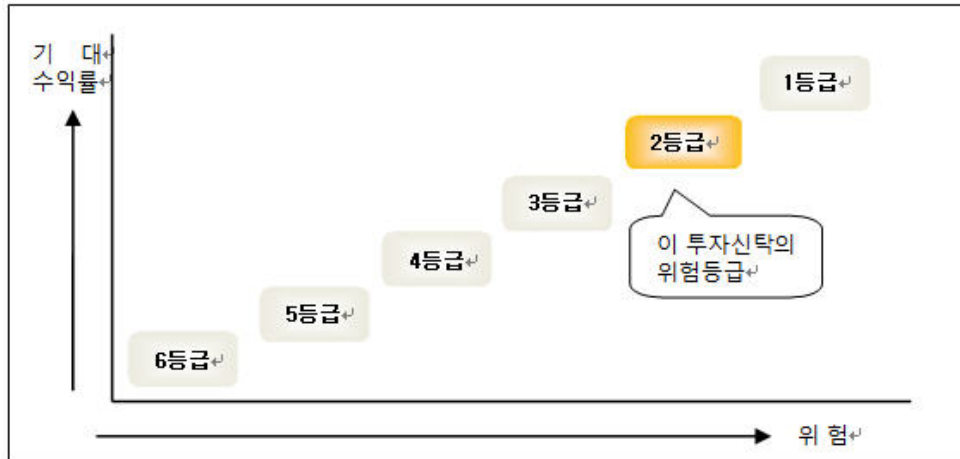 기 대
수익률
1등급
2등급
3등급
이 투자신탁의
위험등급
4등급
5등급
6등급
위 험